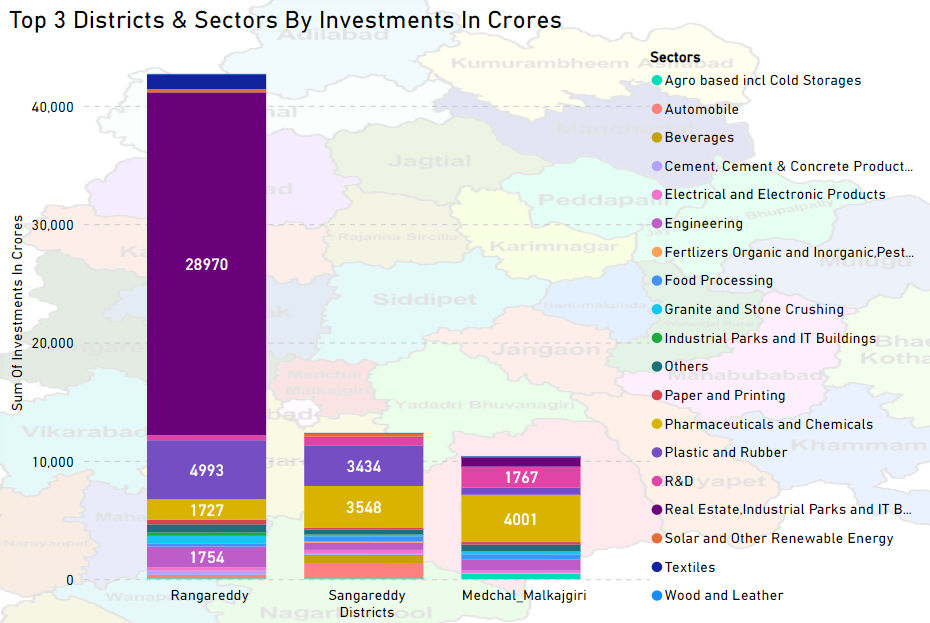 Top 3 Districts & Sectors By Investments In Crores
Adilabad
Kumurambheem Asifabad
Jagtial
Peddapalli
Rajanna Sircilla
Karimnagar
Mulugu
Siddipet
Hanumakonda
Jangaon
Mahabubabad
Medchal
Malkajgiri
Yadadri Bhuvanagiri
Vikarabad
Khammam
Narayanpet
Wanaparthy
Sum Of Investments In Crores
40,000
30,000
20,000
10,000
0
28970
4993
1727
1754
3434
3548
1767
4001
Rangareddy
Sangareddy
Medchal_Malkajgiri
Districts
Sectors
Agro based incl Cold Storages
Automobile
Beverages
Cement, Cement & Concrete Product...
Electrical and Electronic Products
Engineering
Fertlizers Organic and Inorganic,Pest...
Food Processing
Granite and Stone Crushing
Industrial Parks and IT Buildings
Others
Paper and Printing
Pharmaceuticals and Chemicals
Plastic and Rubber
R&D
Real Estate,Industrial Parks and IT B...
Solar and Other Renewable Energy
Textiles
Wood and Leather